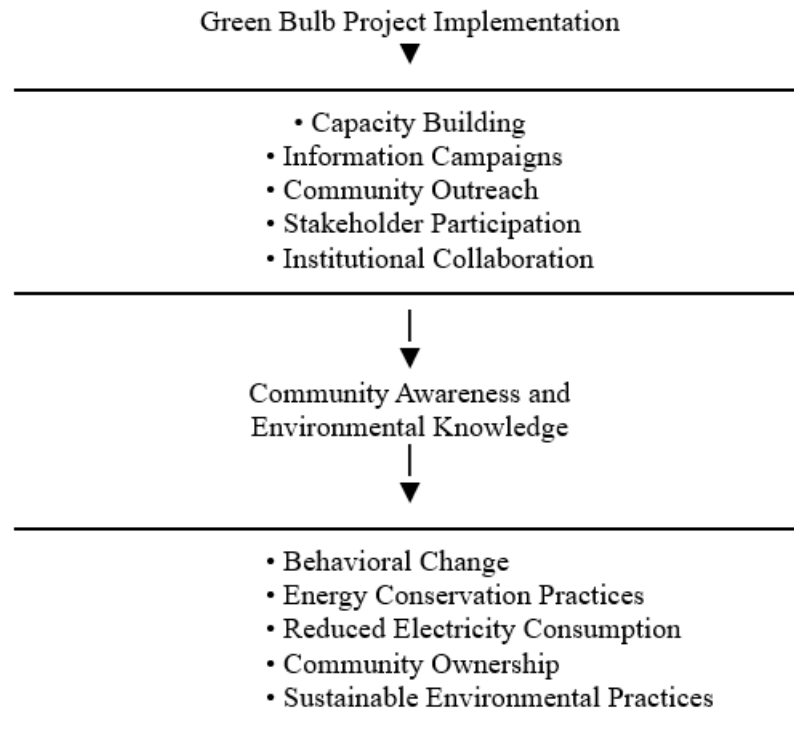 Green Bulb Project Implementation
• Capacity Building
• Information Campaigns
• Community Outreach
• Stakeholder Participation
• Institutional Collaboration
Community Awareness and
Environmental Knowledge
• Behavioral Change
• Energy Conservation Practices
• Reduced Electricity Consumption
• Community Ownership
• Sustainable Environmental Practices